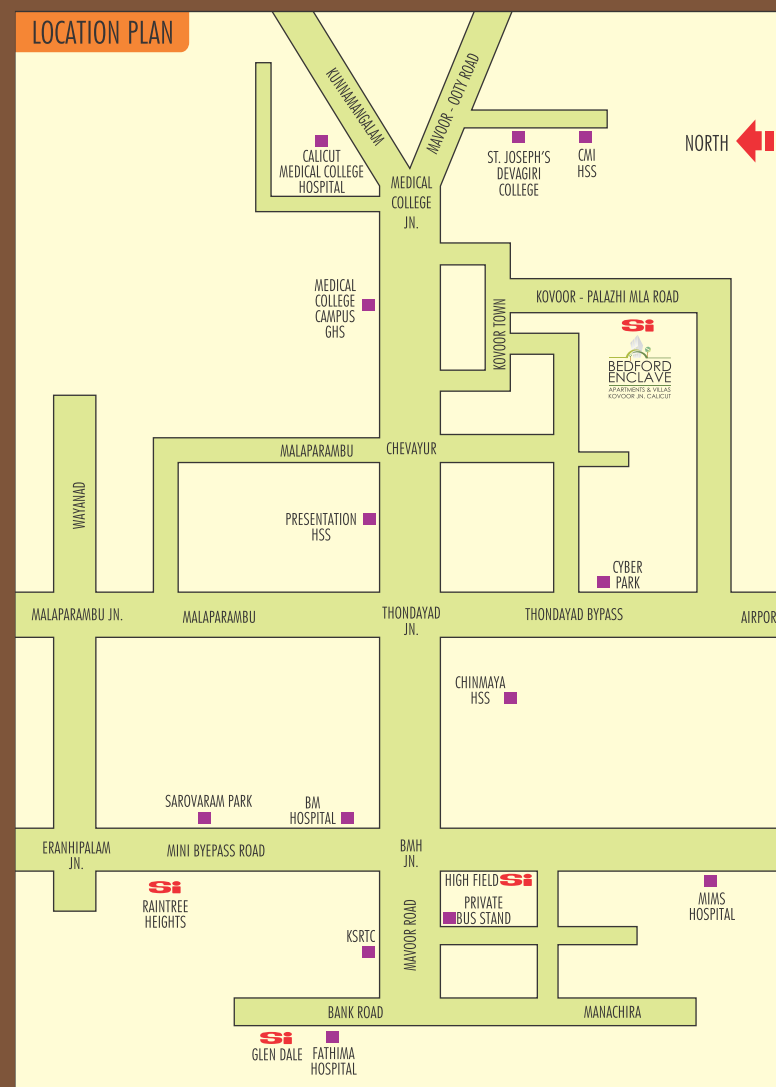 LOCATION PLAN
KUNNAMANGALAM
MAVOOR - OOTY ROAD
NORTH
CALICUT
MEDICAL COLLEGE
HOSPITAL
ST. JOSEPH'S
DEVAGIRI
COLLEGE
CMI
HSS
MEDICAL
COLLEGE
JN.
MEDICAL
COLLEGE
CAMPUS
GHS
KOVOOR TOWN
KOVOOR - PALAZHI MLA ROAD
Si
BEDFORD
ENCLAVE
APARTMENTS & VILLAS
KOVOOR JN. CALICUT
MALAPARAMBU
CHEVAYUR
WAYANAD
PRESENTATION
HSS
CYBER
PARK
MALAPARAMBU JN.
MALAPARAMBU
THONDAYAD
JN.
THONDAYAD BYPASS
AIRPOR
CHINMAYA
HSS
SAROVARAM PARK
BM
HOSPITAL
ERANHIPALAM
JN.
MINI BYEPASS ROAD
BMH
JN.
Si
RAINTREE
HEIGHTS
HIGH FIELD Si
PRIVATE
BUS STAND
MIMS
HOSPITAL
KSRTC
MAVOOR ROAD
BANK ROAD
MANACHIRA
Si
GLEN DALE
FATHIMA
HOSPITAL